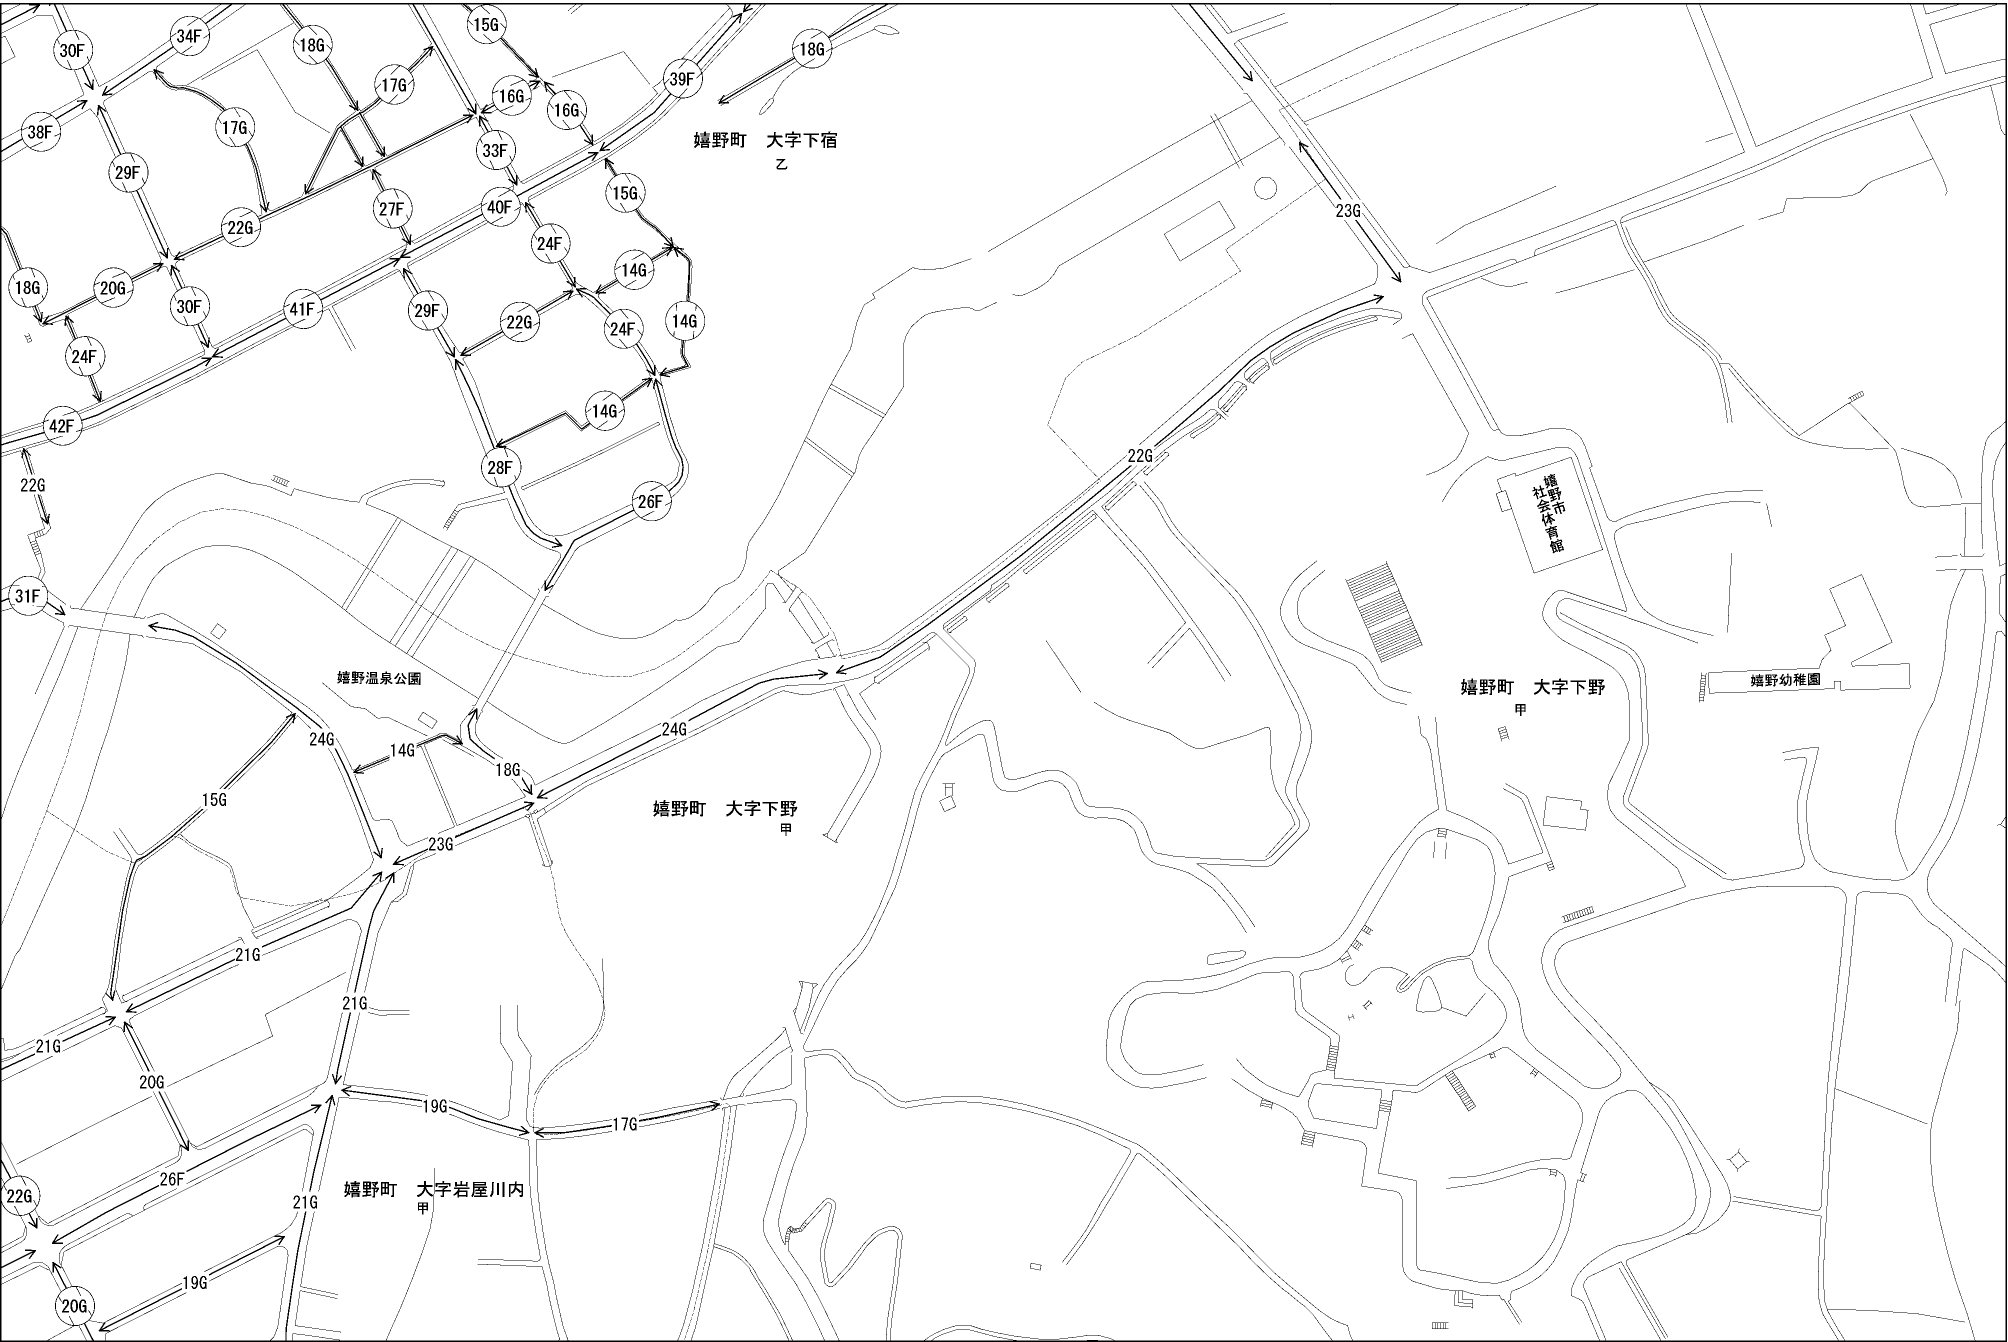 30F
34F
18G
15G
18G
17G
39F
16G
16G
38F
17G
嬉野町　大字下宿
乙
33F
29F
15G
27F
40F
23G
22G
24F
14G
18G
20G
30F
41F
29F
22G
24F
14G
24F
14G
42F
22G
28F
22G
26F
嬉野市
社会体育館
31F
嬉野温泉公園
嬉野町　大字下野
甲
嬉野幼稚園
24G
24G
14G
18G
15G
嬉野町　大字下野
甲
23G
21G
21G
21G
20G
19G
17G
26F
嬉野町　大字岩屋川内
甲
22G
21G
19G
20G